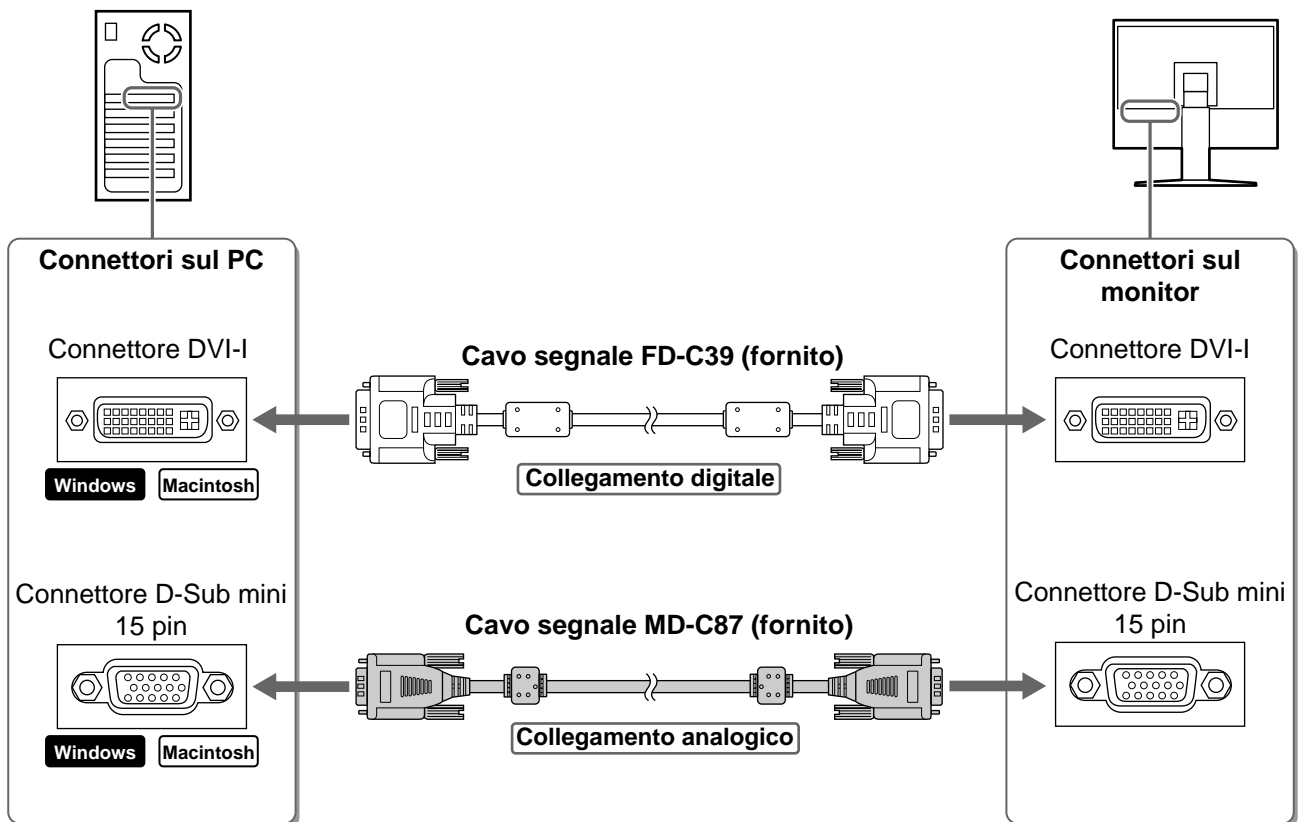 Connettori sul PC
Connettore DVI-I
Windows
Macintosh
Connettore D-Sub mini
15 pin
Windows
Macintosh
Cavo segnale FD-C39 (fornito)
Collegamento digitale
Cavo segnale MD-C87 (fornito)
Collegamento analogico
Connettori sul
monitor
Connettore DVI-I
Connettore D-Sub mini
15 pin